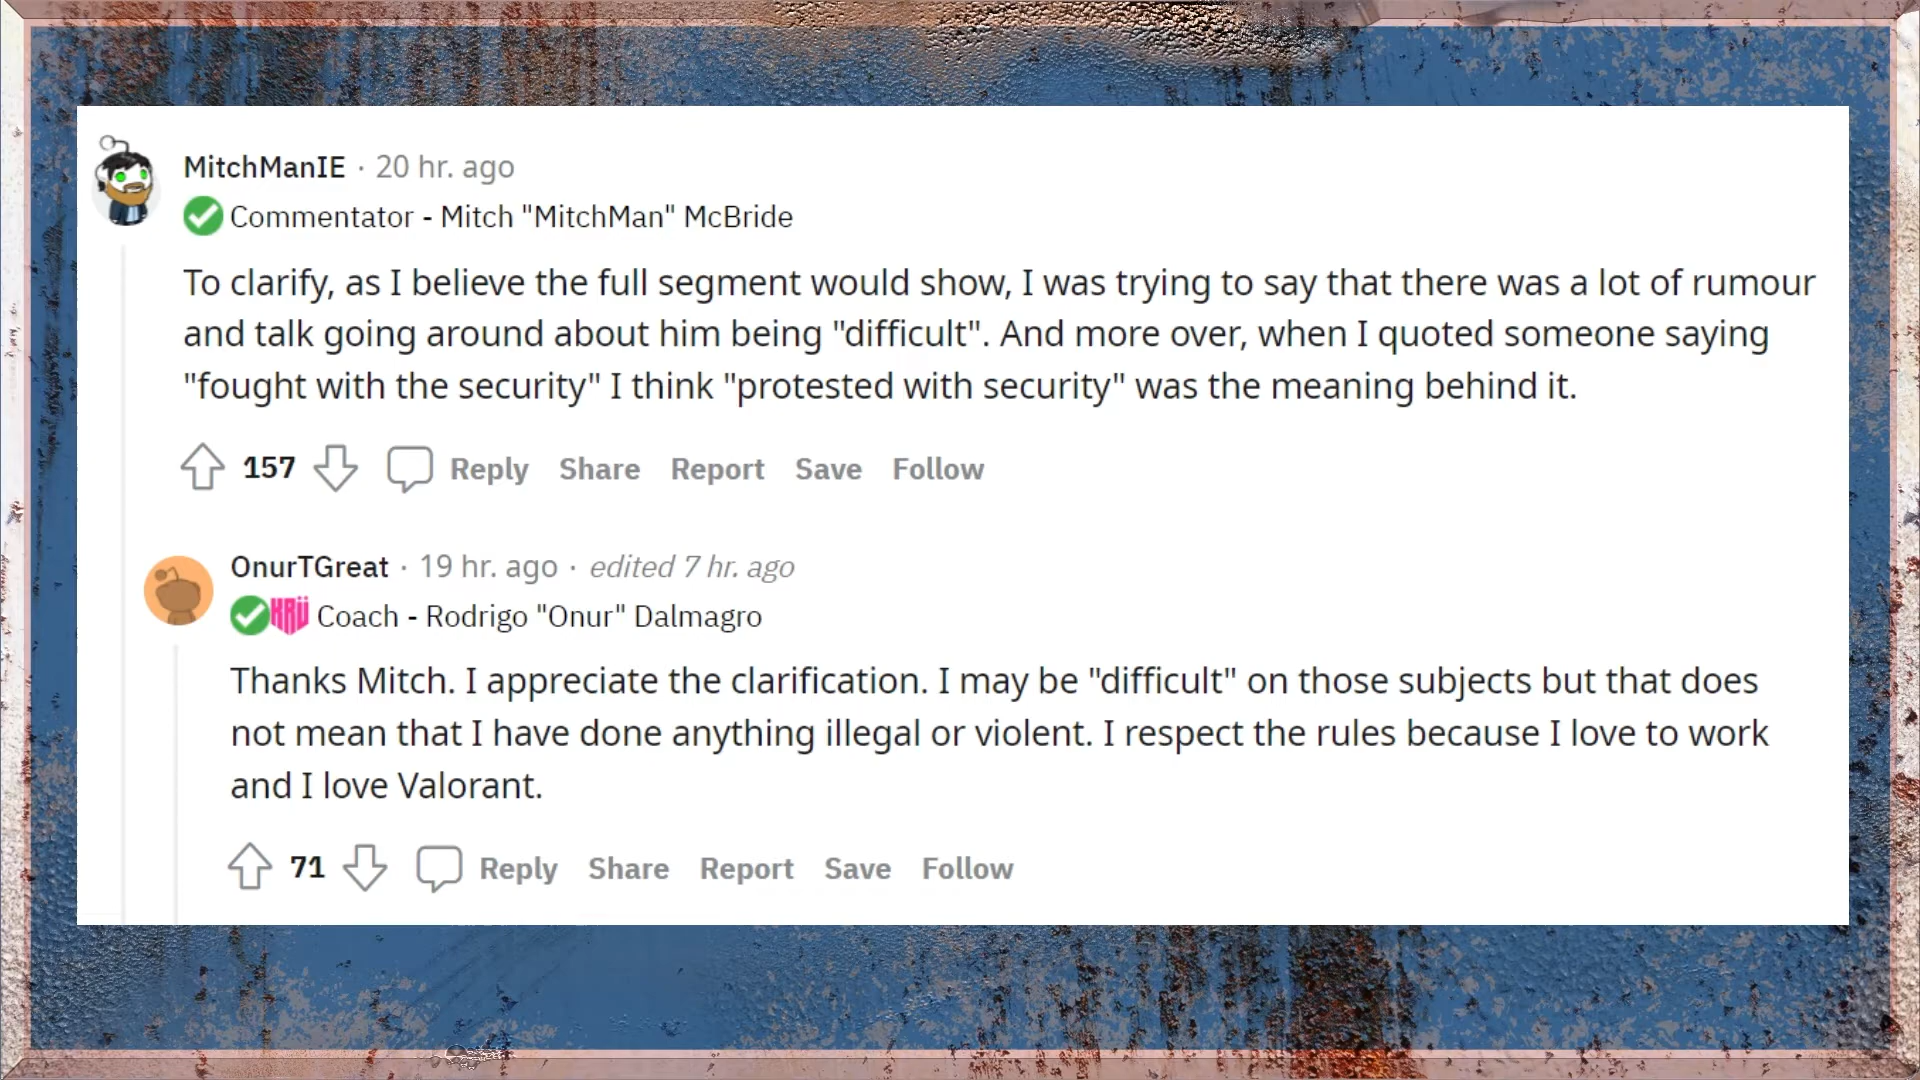 MitchManIE · 20 hr. ago
Commentator - Mitch "MitchMan" McBride
To clarify, as I believe the full segment would show, I was trying to say that there was a lot of rumour
and talk going around about him being "difficult". And more over, when I quoted someone saying
"fought with the security" I think "protested with security" was the meaning behind it.
157 Reply Share Report Save Follow
OnurTGreat · 19 hr. ago · edited 7 hr. ago
KRÜ Coach - Rodrigo "Onur" Dalmagro
Thanks Mitch. I appreciate the clarification. I may be "difficult" on those subjects but that does
not mean that I have done anything illegal or violent. I respect the rules because I love to work
and I love Valorant.
71 Reply Share Report Save Follow